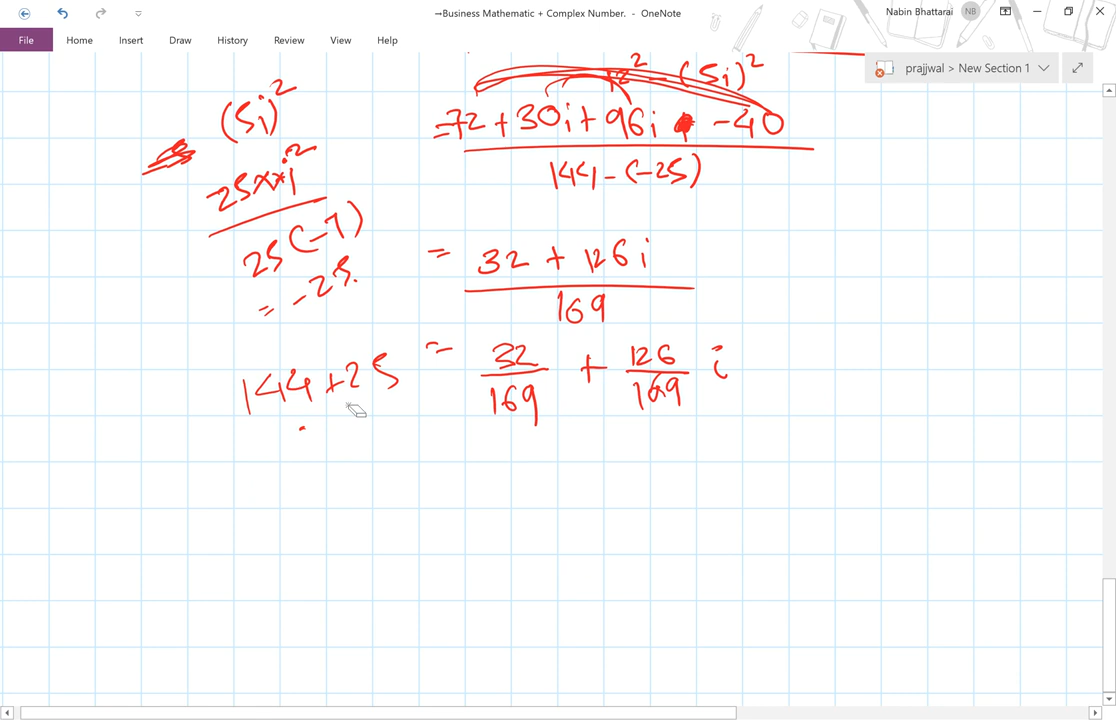 →Business Mathematic + Complex Number. - OneNote
Nabin Bhattarai NB
File Home Insert Draw History Review View Help
prajjwal > New Section 1
12² - (5i)²
= 72 + 30i + 96i - 40
144 - (-25)
(5i)²
25 × i²
25 (-1)
= -25.
= 32 + 126i
169
144 + 25
= 32/169 + 126/169 i